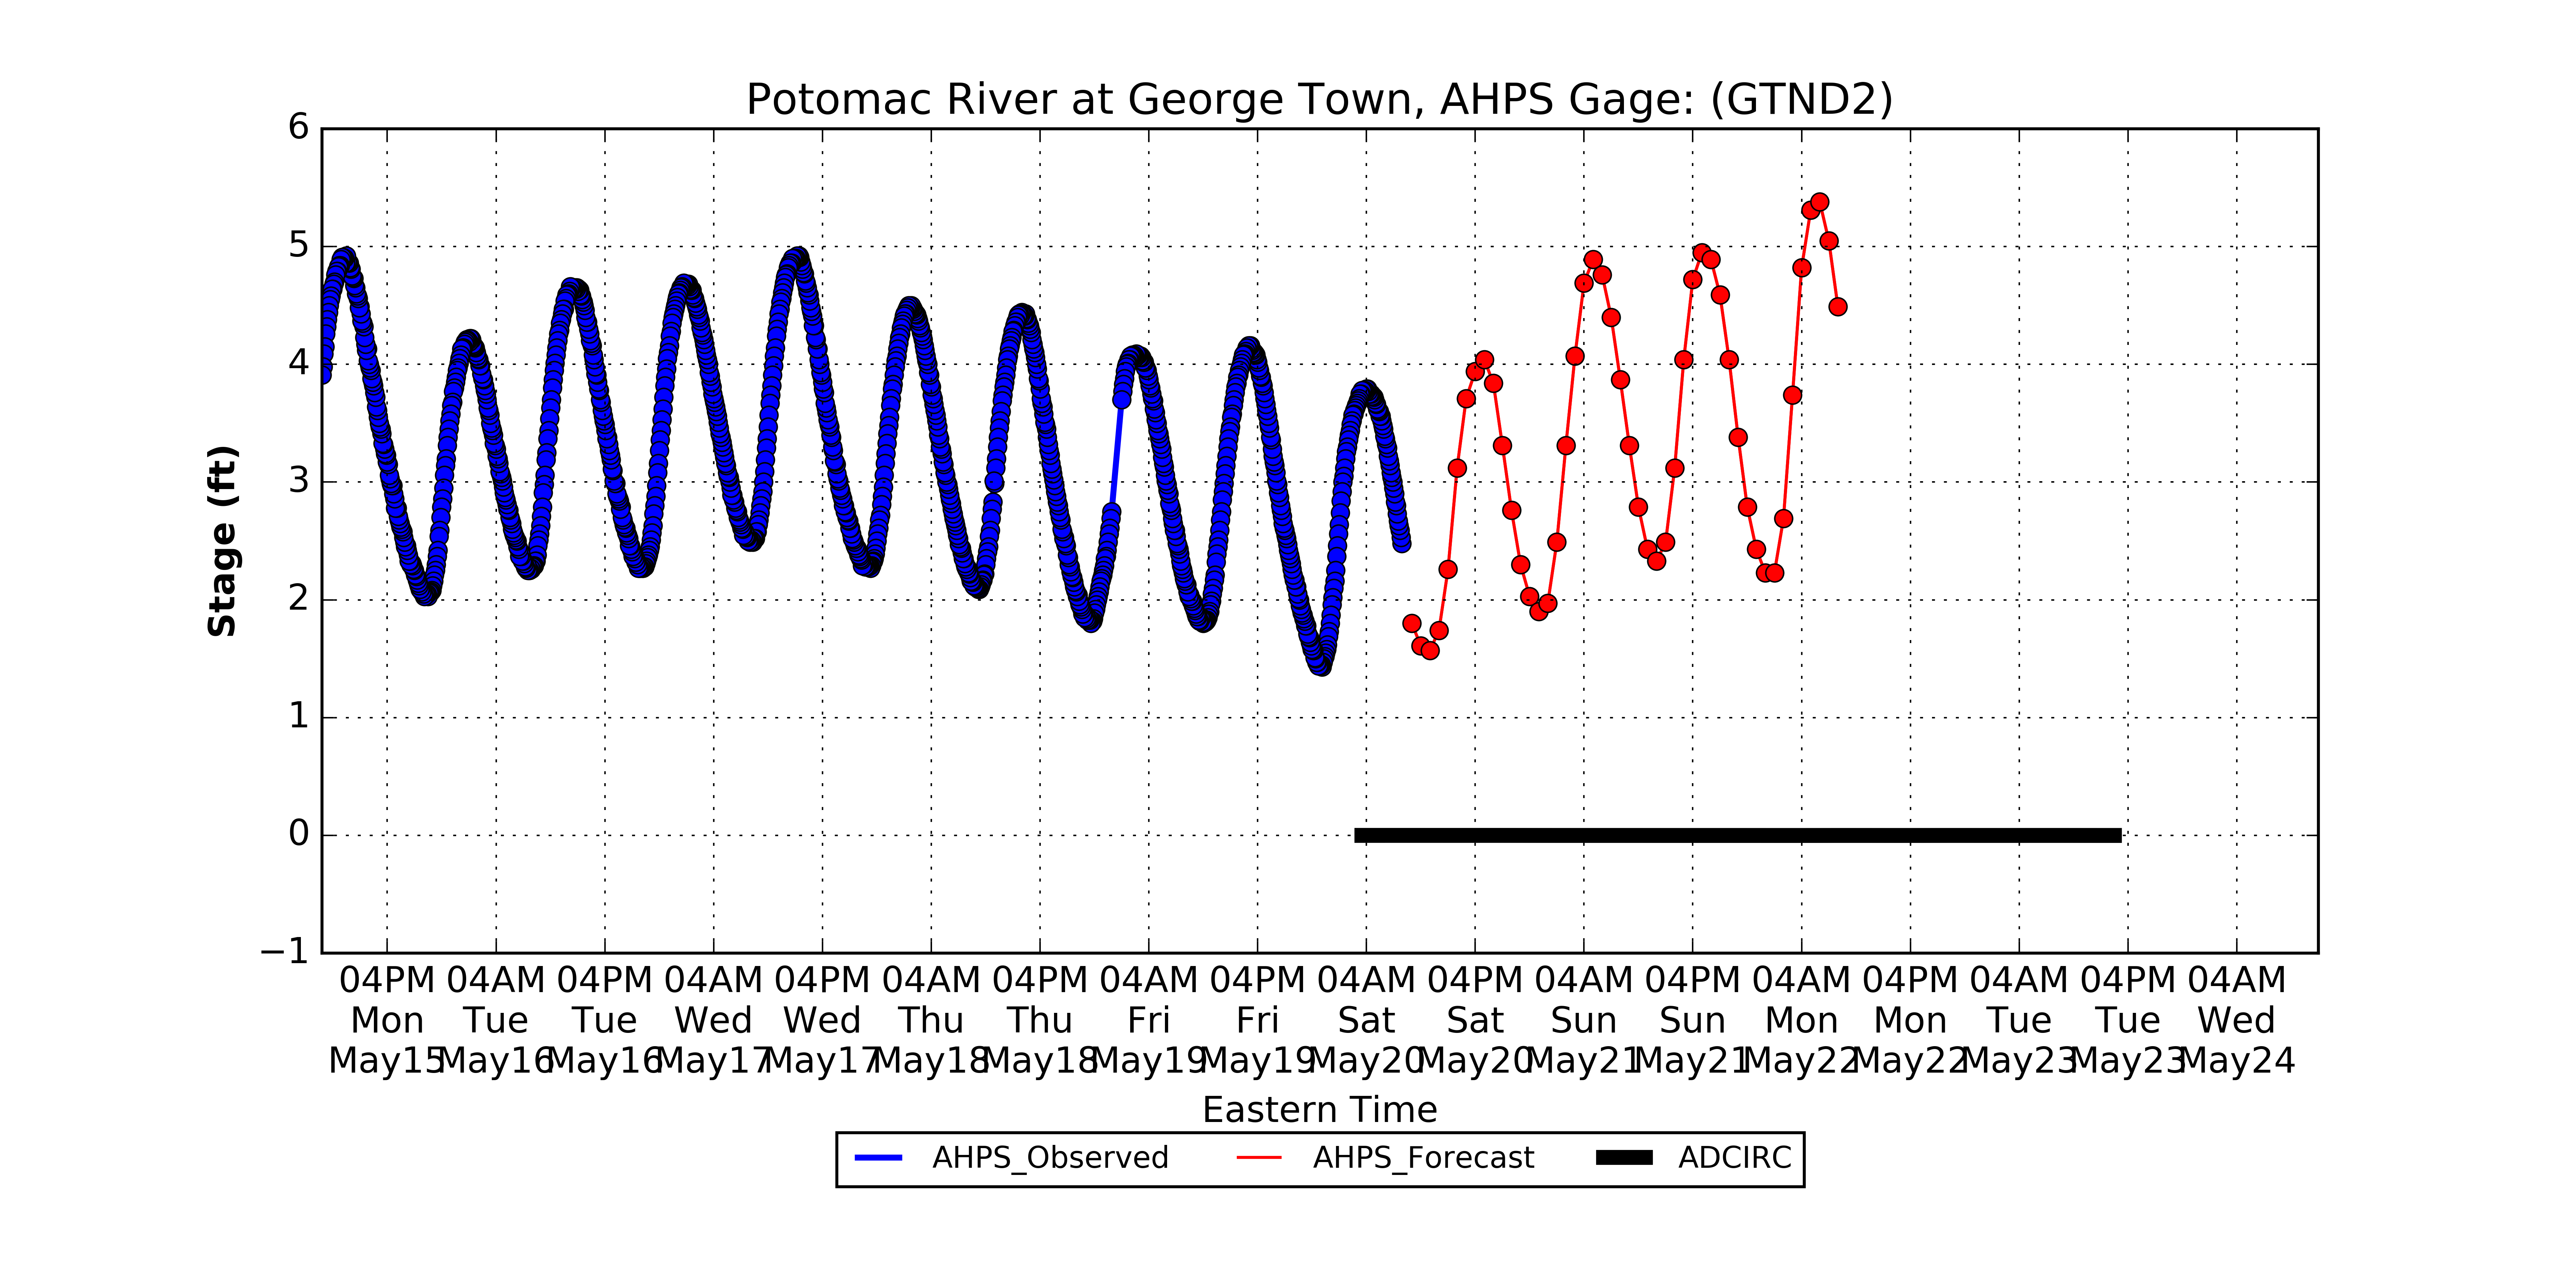 Potomac River at George Town, AHPS Gage: (GTND2)
6
5
4
3
2
1
0
−1
Stage (ft)
04PM 04AM 04PM 04AM 04PM 04AM 04PM 04AM 04PM 04AM 04PM 04AM 04PM 04AM 04PM 04AM 04PM 04AM
Mon Tue Tue Wed Wed Thu Thu Fri Fri Sat Sat Sun Sun Mon Mon Tue Tue Wed
May15 May16 May16 May17 May17 May18 May18 May19 May19 May20 May20 May21 May21 May22 May22 May23 May23 May24
Eastern Time
AHPS_Observed AHPS_Forecast ADCIRC